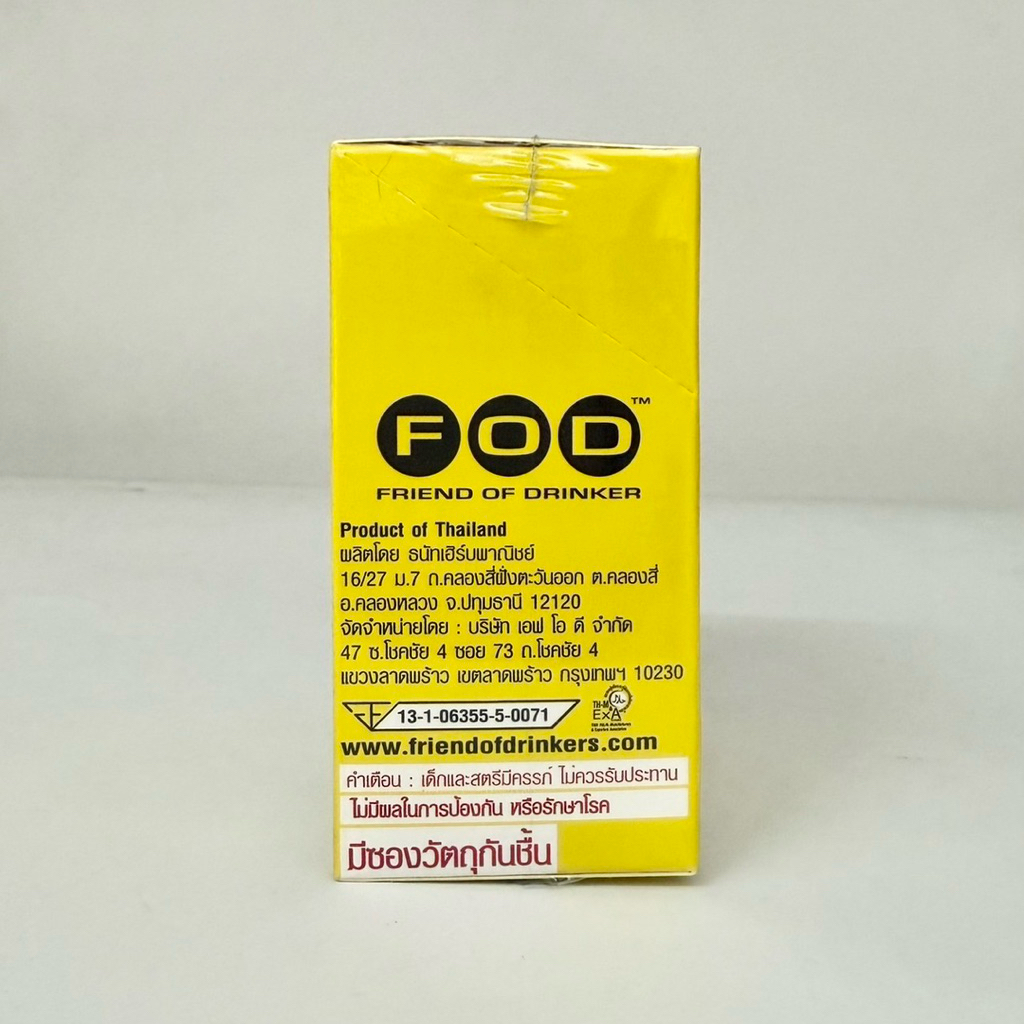 FOD™
FRIEND OF DRINKER
Product of Thailand
ผลิตโดย ธนัทเฮิร์บพาณิชย์
16/27 ม.7 ถ.คลองสี่ฝั่งตะวันออก ต.คลองสี่
อ.คลองหลวง จ.ปทุมธานี 12120
จัดจำหน่ายโดย : บริษัท เอฟ โอ ดี จำกัด
47 ซ.โชคชัย 4 ซอย 73 ถ.โชคชัย 4
แขวงลาดพร้าว เขตลาดพร้าว กรุงเทพฯ 10230
13-1-06355-5-0071
TH-M
ExA
www.friendofdrinkers.com
คำเตือน : เด็กและสตรีมีครรภ์ ไม่ควรรับประทาน
ไม่มีผลในการป้องกัน หรือรักษาโรค
มีซองวัตถุกันชื้น